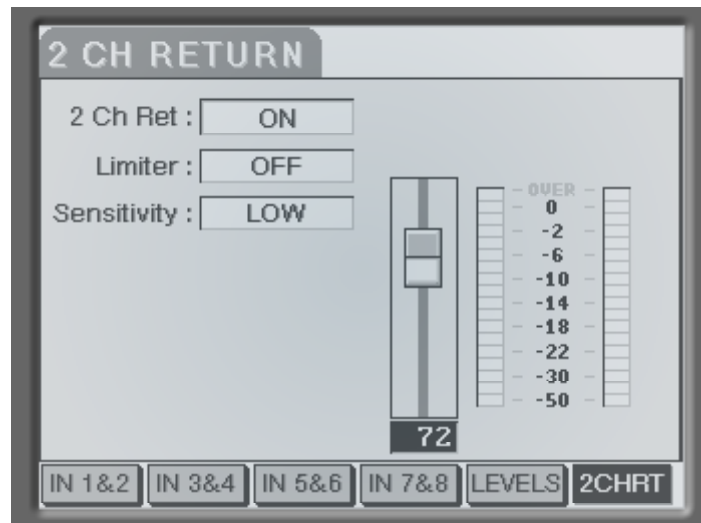 2 CH RETURN
2 Ch Ret : ON
Limiter : OFF
Sensitivity : LOW
OVER
0
-2
-6
-10
-14
-18
-22
-30
-50
72
IN 1&2 IN 3&4 IN 5&6 IN 7&8 LEVELS 2CHRT